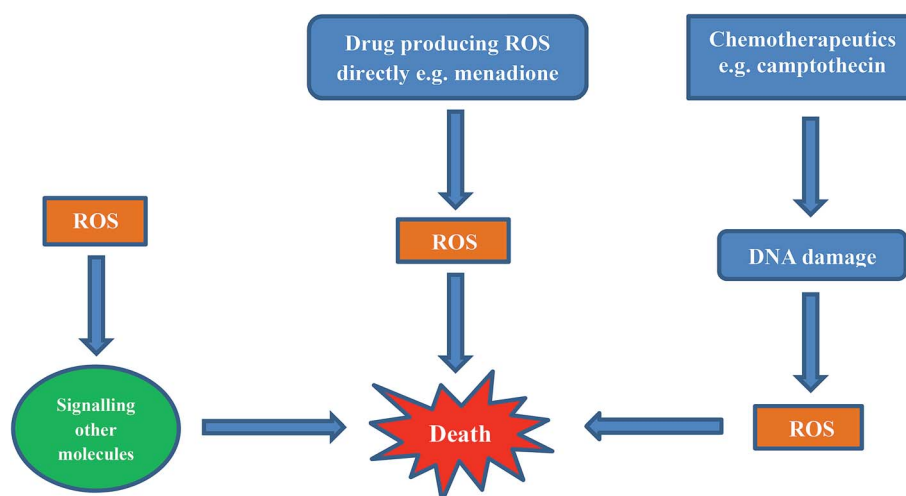 Drug producing ROS
directly e.g. menadione
Chemotherapeutics
e.g. camptothecin
ROS
ROS
DNA damage
Signalling
other
molecules
Death
ROS